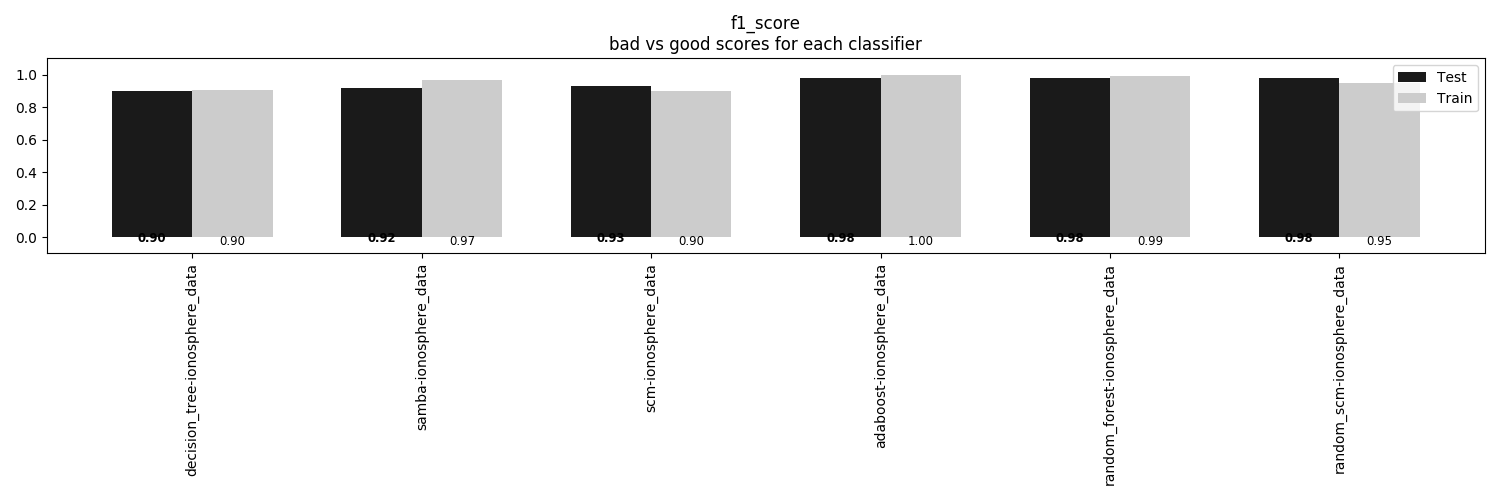 f1_score
bad vs good scores for each classifier
Test
Train
1.0
0.8
0.6
0.4
0.2
0.0
0.90 0.90 0.92 0.97 0.93 0.90 0.98 1.00 0.98 0.99 0.98 0.95
decision_tree-ionosphere_data
samba-ionosphere_data
scm-ionosphere_data
adaboost-ionosphere_data
random_forest-ionosphere_data
random_scm-ionosphere_data